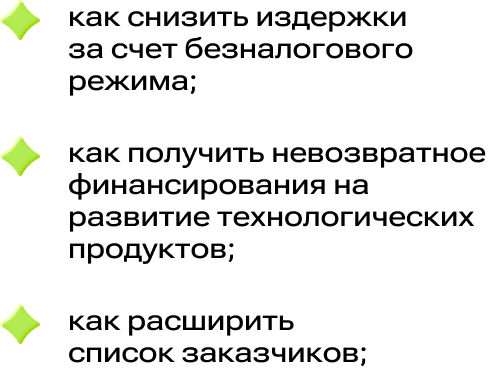 как снизить издержки
за счет безналогового
режима;
как получить невозвратное
финансирования на
развитие технологических
продуктов;
как расширить
список заказчиков;